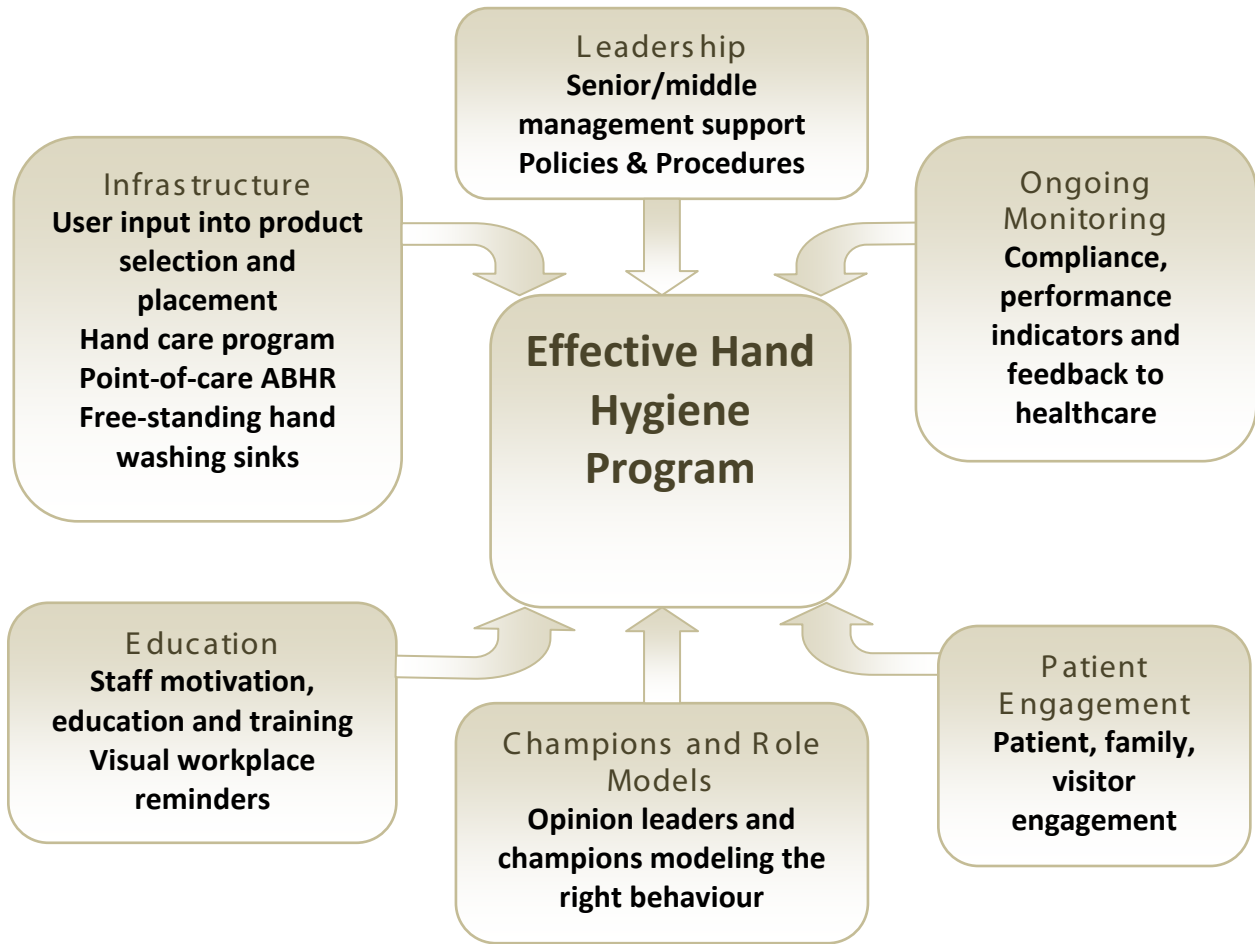 Leadership
Senior/middle
management support
Policies & Procedures
Infrastructure
User input into product
selection and
placement
Hand care program
Point-of-care ABHR
Free-standing hand
washing sinks
Ongoing
Monitoring
Compliance,
performance
indicators and
feedback to
healthcare
Effective Hand
Hygiene
Program
Education
Staff motivation,
education and training
Visual workplace
reminders
Champions and Role
Models
Opinion leaders and
champions modeling the
right behaviour
Patient
Engagement
Patient, family,
visitor
engagement